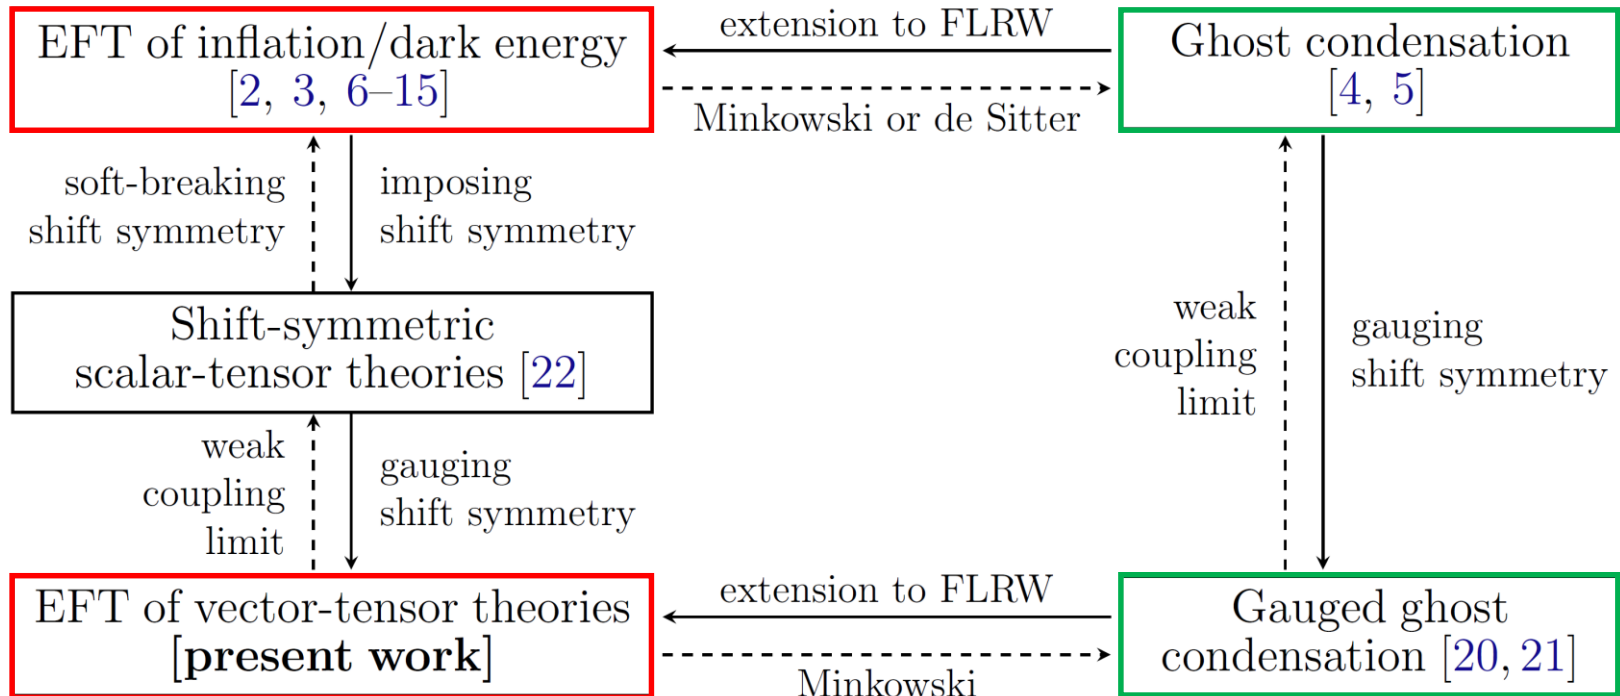 EFT of inflation/dark energy
[2, 3, 6–15]
extension to FLRW
Minkowski or de Sitter
Ghost condensation
[4, 5]
soft-breaking
shift symmetry
imposing
shift symmetry
Shift-symmetric
scalar-tensor theories [22]
weak
coupling
limit
gauging
shift symmetry
weak
coupling
limit
gauging
shift symmetry
EFT of vector-tensor theories
[present work]
extension to FLRW
Minkowski
Gauged ghost
condensation [20, 21]